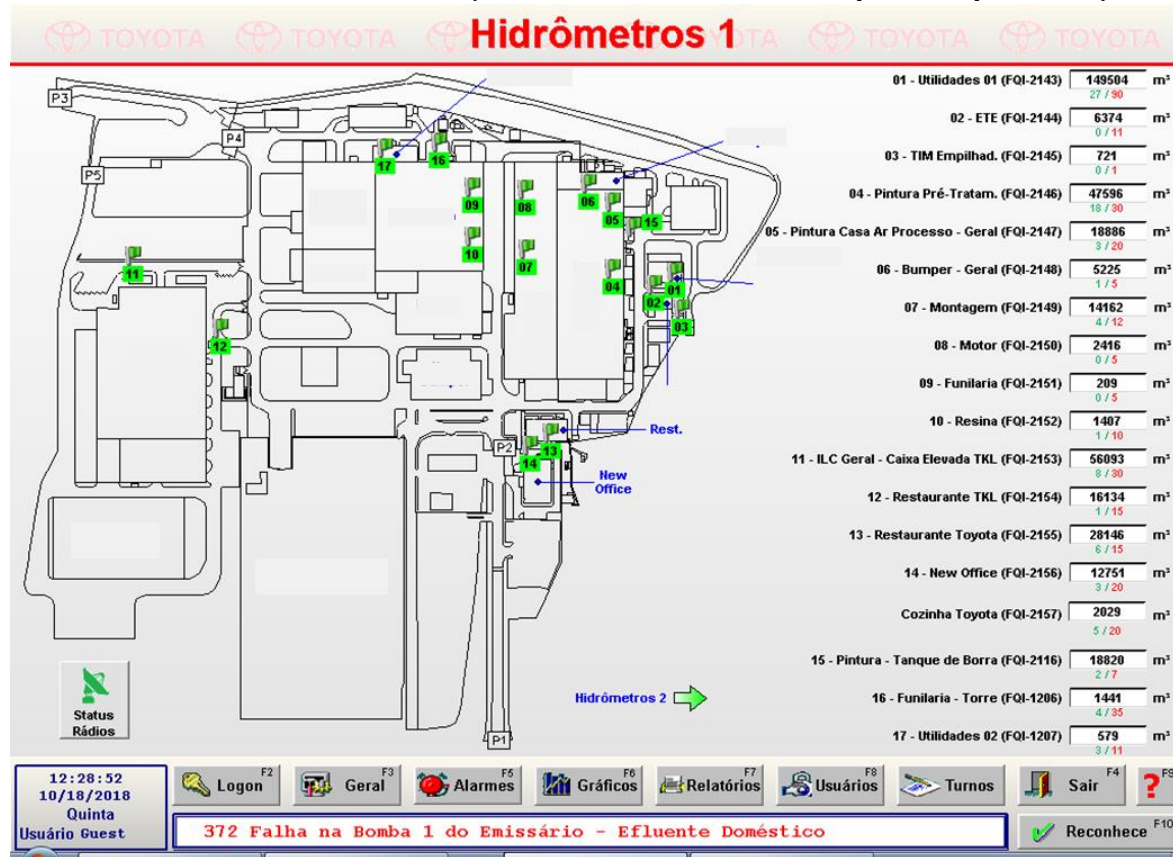 TOYOTA TOYOTA Hidrômetros 1 TOYOTA TOYOTA
01 - Utilidades 01 (FQI-2143) 149504 m³
27 / 90
02 - ETE (FQI-2144) 6374 m³
0 / 11
03 - TIM Empilhad. (FQI-2145) 721 m³
0 / 1
04 - Pintura Pré-Tratam. (FQI-2146) 47596 m³
18 / 30
05 - Pintura Casa Ar Processo - Geral (FQI-2147) 18886 m³
3 / 20
06 - Bumper - Geral (FQI-2148) 5225 m³
1 / 5
07 - Montagem (FQI-2149) 14162 m³
4 / 12
08 - Motor (FQI-2150) 2416 m³
0 / 5
09 - Funilaria (FQI-2151) 209 m³
0 / 5
10 - Resina (FQI-2152) 1407 m³
1 / 10
11 - ILC Geral - Caixa Elevada TKL (FQI-2153) 56093 m³
8 / 30
12 - Restaurante TKL (FQI-2154) 16134 m³
1 / 15
13 - Restaurante Toyota (FQI-2155) 28146 m³
6 / 15
14 - New Office (FQI-2156) 12751 m³
3 / 20
Cozinha Toyota (FQI-2157) 2029 m³
5 / 20
15 - Pintura - Tanque de Borra (FQI-2116) 18820 m³
2 / 7
16 - Funilaria - Torre (FQI-1206) 1441 m³
4 / 35
17 - Utilidades 02 (FQI-1207) 579 m³
3 / 11
P3
P4
P5
17
16
09
08
06
05
15
10
07
04
01
02
03
11
12
Rest.
P2
13
14
New
Office
P1
Hidrômetros 2
Status
Rádios
12:28:52
10/18/2018
Quinta
Usuário Guest
Logon F2
Geral F3
Alarmes F5
Gráficos F6
Relatórios F7
Usuários F8
Turnos
Sair F4
? F9
372 Falha na Bomba 1 do Emissário - Efluente Doméstico
Reconhece F10